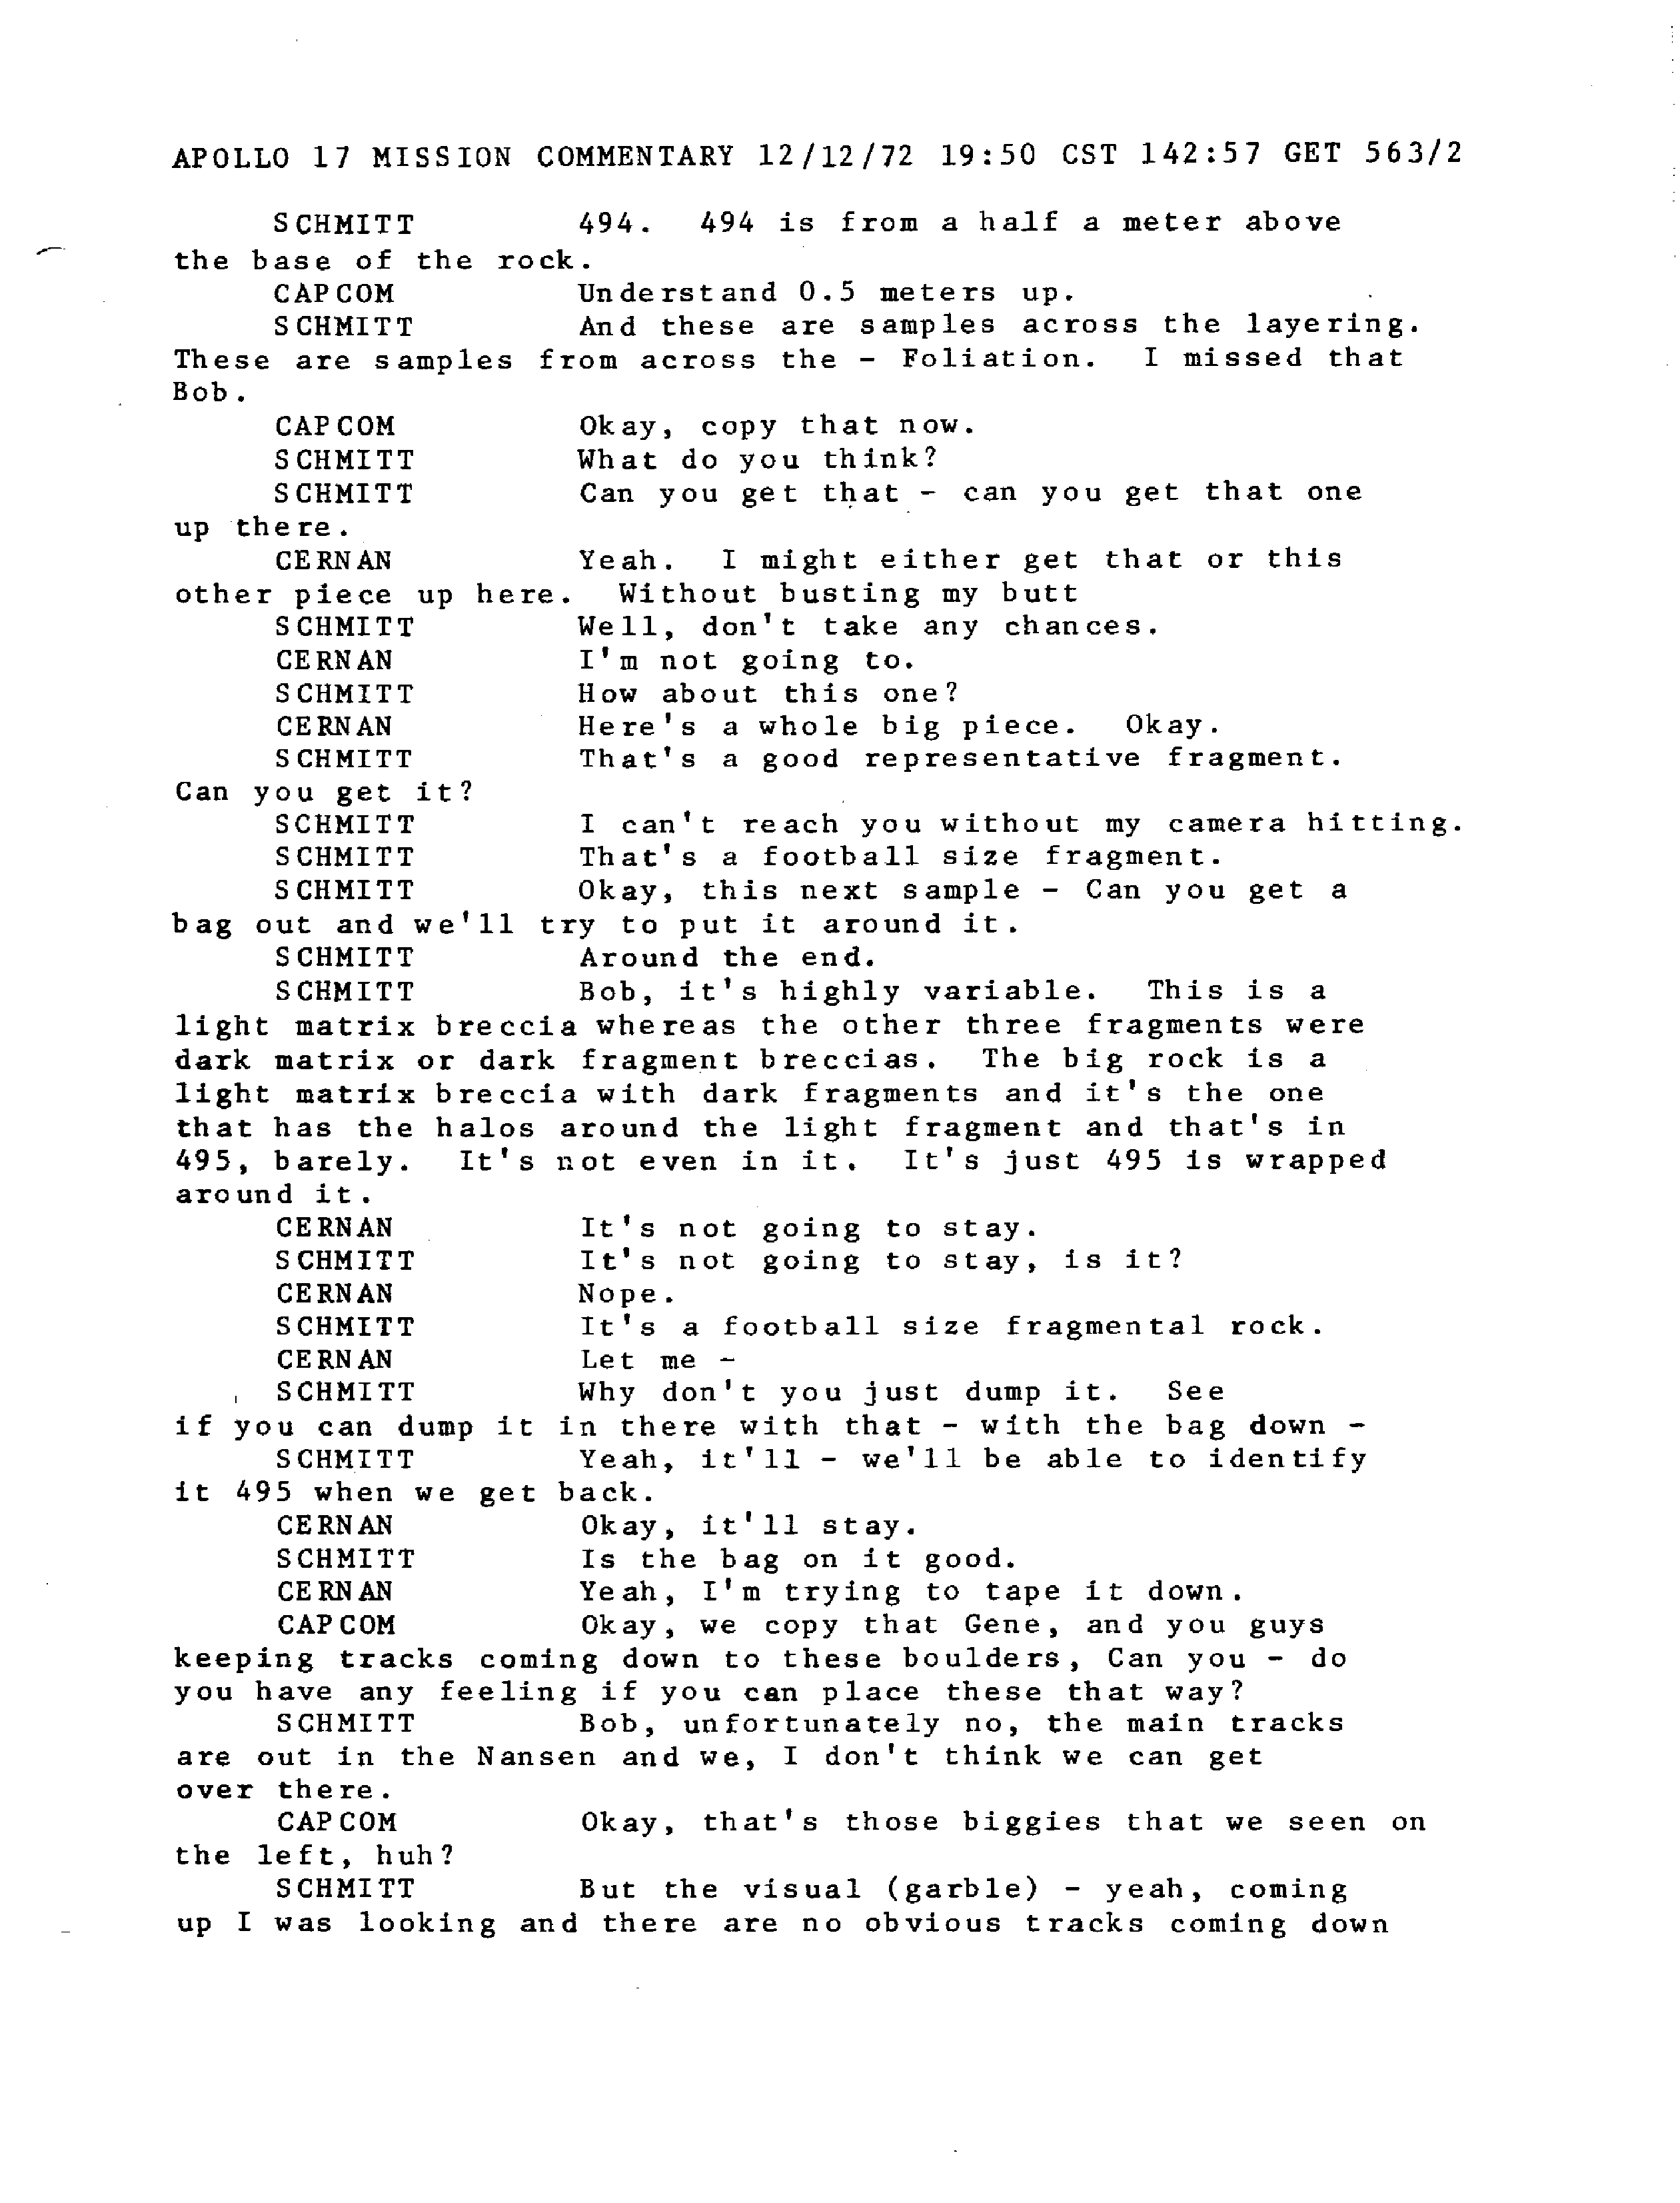 APOLLO 17 MISSION COMMENTARY 12/12/72 19:50 CST 142:57 GET 563/2
SCHMITT 494. 494 is from a half a meter above
the base of the rock.
CAPCOM Understand 0.5 meters up.
SCHMITT And these are samples across the layering.
These are samples from across the - Foliation. I missed that
Bob.
CAPCOM Okay, copy that now.
SCHMITT What do you think?
SCHMITT Can you get that - can you get that one
up there.
CERNAN Yeah. I might either get that or this
other piece up here. Without busting my butt
SCHMITT Well, don't take any chances.
CERNAN I'm not going to.
SCHMITT How about this one?
CERNAN Here's a whole big piece. Okay.
SCHMITT That's a good representative fragment.
Can you get it?
SCHMITT I can't reach you without my camera hitting.
SCHMITT That's a football size fragment.
SCHMITT Okay, this next sample - Can you get a
bag out and we'll try to put it around it.
SCHMITT Around the end.
SCHMITT Bob, it's highly variable. This is a
light matrix breccia whereas the other three fragments were
dark matrix or dark fragment breccias. The big rock is a
light matrix breccia with dark fragments and it's the one
that has the halos around the light fragment and that's in
495, barely. It's not even in it. It's just 495 is wrapped
around it.
CERNAN It's not going to stay.
SCHMITT It's not going to stay, is it?
CERNAN Nope.
SCHMITT It's a football size fragmental rock.
CERNAN Let me -
SCHMITT Why don't you just dump it. See
if you can dump it in there with that - with the bag down -
SCHMITT Yeah, it'll - we'll be able to identify
it 495 when we get back.
CERNAN Okay, it'll stay.
SCHMITT Is the bag on it good.
CERNAN Yeah, I'm trying to tape it down.
CAPCOM Okay, we copy that Gene, and you guys
keeping tracks coming down to these boulders, Can you - do
you have any feeling if you can place these that way?
SCHMITT Bob, unfortunately no, the main tracks
are out in the Nansen and we, I don't think we can get
over there.
CAPCOM Okay, that's those biggies that we seen on
the left, huh?
SCHMITT But the visual (garble) - yeah, coming
up I was looking and there are no obvious tracks coming down